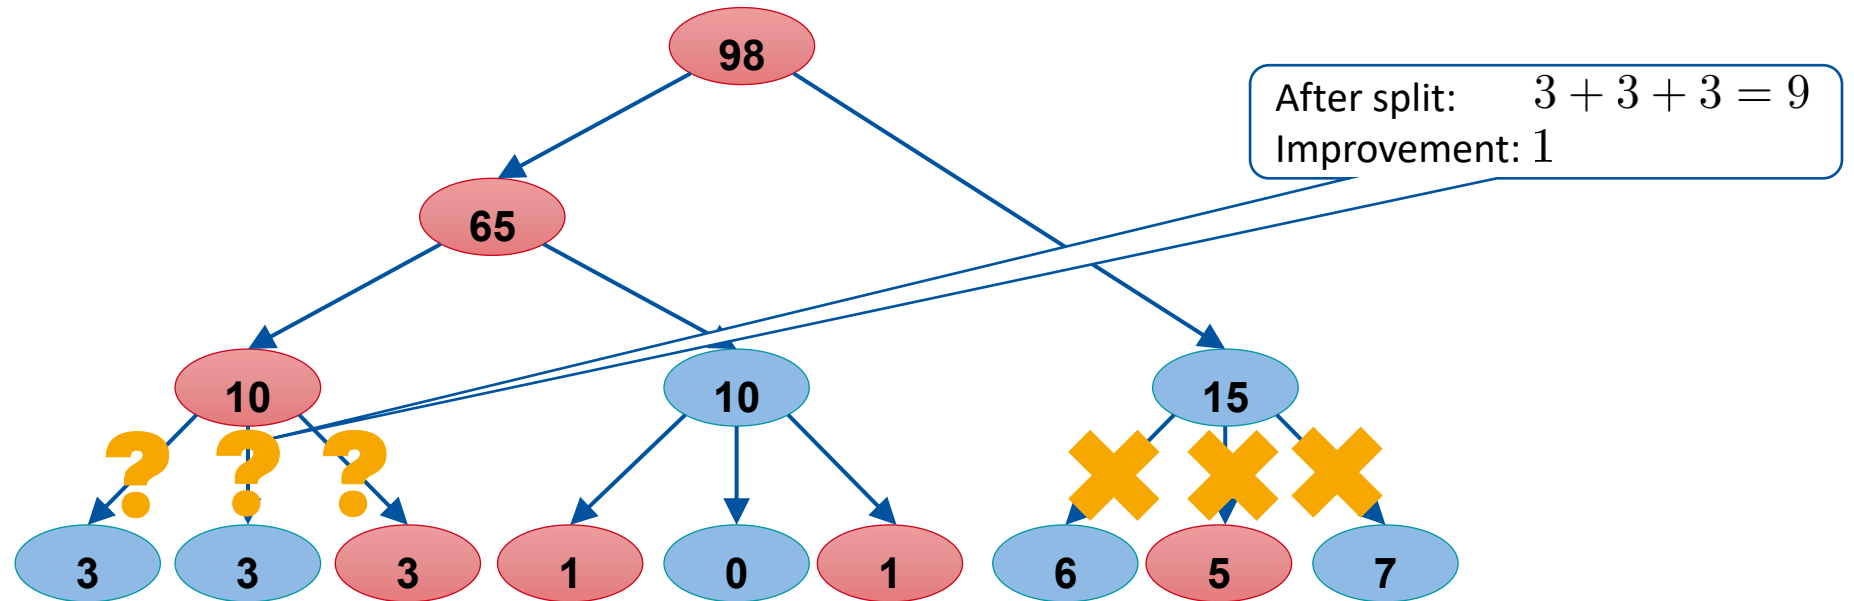 98
After split: 3 + 3 + 3 = 9
Improvement: 1
65
10 10 15
? ? ?
3 3 3 1 0 1 6 5 7